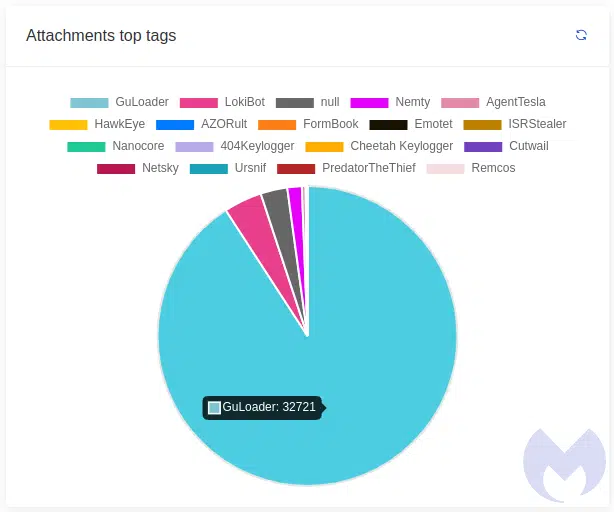 Attachments top tags
GuLoader LokiBot null Nemty AgentTesla
HawkEye AZORult FormBook Emotet ISRStealer
Nanocore 404Keylogger Cheetah Keylogger Cutwail
Netsky Ursnif PredatorTheThief Remcos
GuLoader: 32721